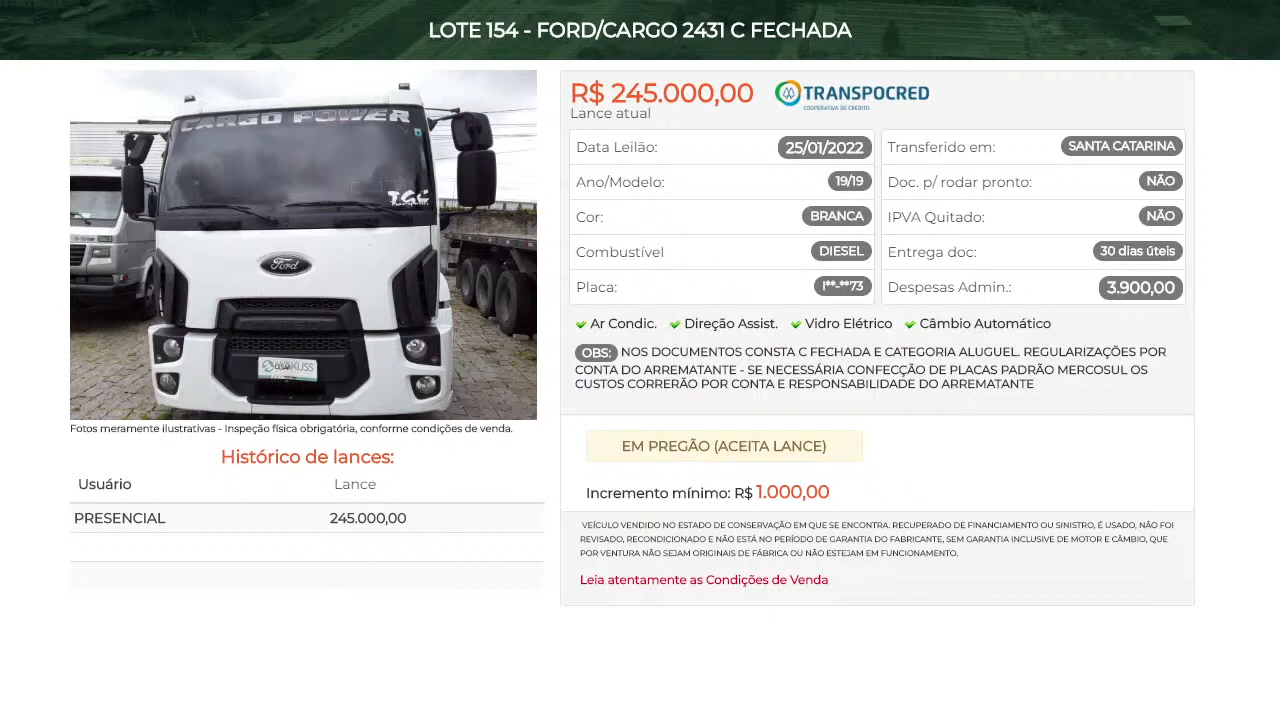 LOTE 154 - FORD/CARGO 2431 C FECHADA
CARGO POWER
TGC
Ford
KUSS
Fotos meramente ilustrativas - Inspeção física obrigatória, conforme condições de venda.
Histórico de lances:
Usuário Lance
PRESENCIAL 245.000,00
R$ 245.000,00
TRANSPOCRED
COOPERATIVA DE CRÉDITO
Lance atual
Data Leilão: 25/01/2022
Ano/Modelo: 19/19
Cor: BRANCA
Combustível DIESEL
Placa: I**-**73
Transferido em: SANTA CATARINA
Doc. p/ rodar pronto: NÃO
IPVA Quitado: NÃO
Entrega doc: 30 dias úteis
Despesas Admin.: 3.900,00
Ar Condic. Direção Assist. Vidro Elétrico Câmbio Automático
OBS: NOS DOCUMENTOS CONSTA C FECHADA E CATEGORIA ALUGUEL. REGULARIZAÇÕES POR
CONTA DO ARREMATANTE - SE NECESSÁRIA CONFECÇÃO DE PLACAS PADRÃO MERCOSUL OS
CUSTOS CORRERÃO POR CONTA E RESPONSABILIDADE DO ARREMATANTE
EM PREGÃO (ACEITA LANCE)
Incremento mínimo: R$ 1.000,00
VEÍCULO VENDIDO NO ESTADO DE CONSERVAÇÃO EM QUE SE ENCONTRA. RECUPERADO DE FINANCIAMENTO OU SINISTRO, É USADO, NÃO FOI
REVISADO, RECONDICIONADO E NÃO ESTÁ NO PERÍODO DE GARANTIA DO FABRICANTE, SEM GARANTIA INCLUSIVE DE MOTOR E CÂMBIO, QUE
POR VENTURA NÃO SEJAM ORIGINAIS DE FÁBRICA OU NÃO ESTEJAM EM FUNCIONAMENTO.
Leia atentamente as Condições de Venda